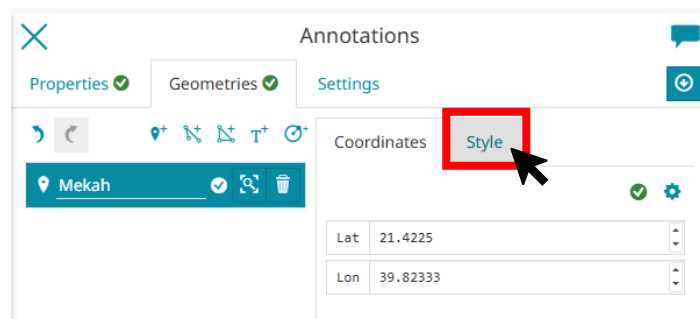 Annotations
Properties
Geometries
Settings
T+
Coordinates
Style
Mekah
Lat 21.4225
Lon 39.82333